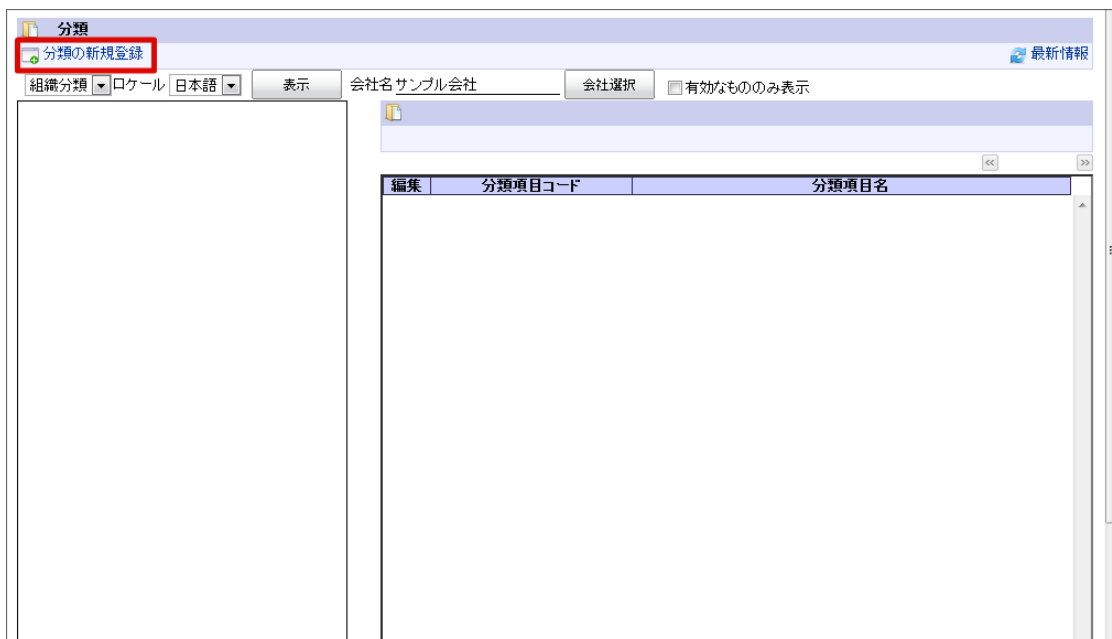 分類
分類の新規登録 最新情報
組織分類 ロケール 日本語 表示 会社名 サンプル会社 会社選択 有効なもののみ表示
<< >>
編集 分類項目コード 分類項目名